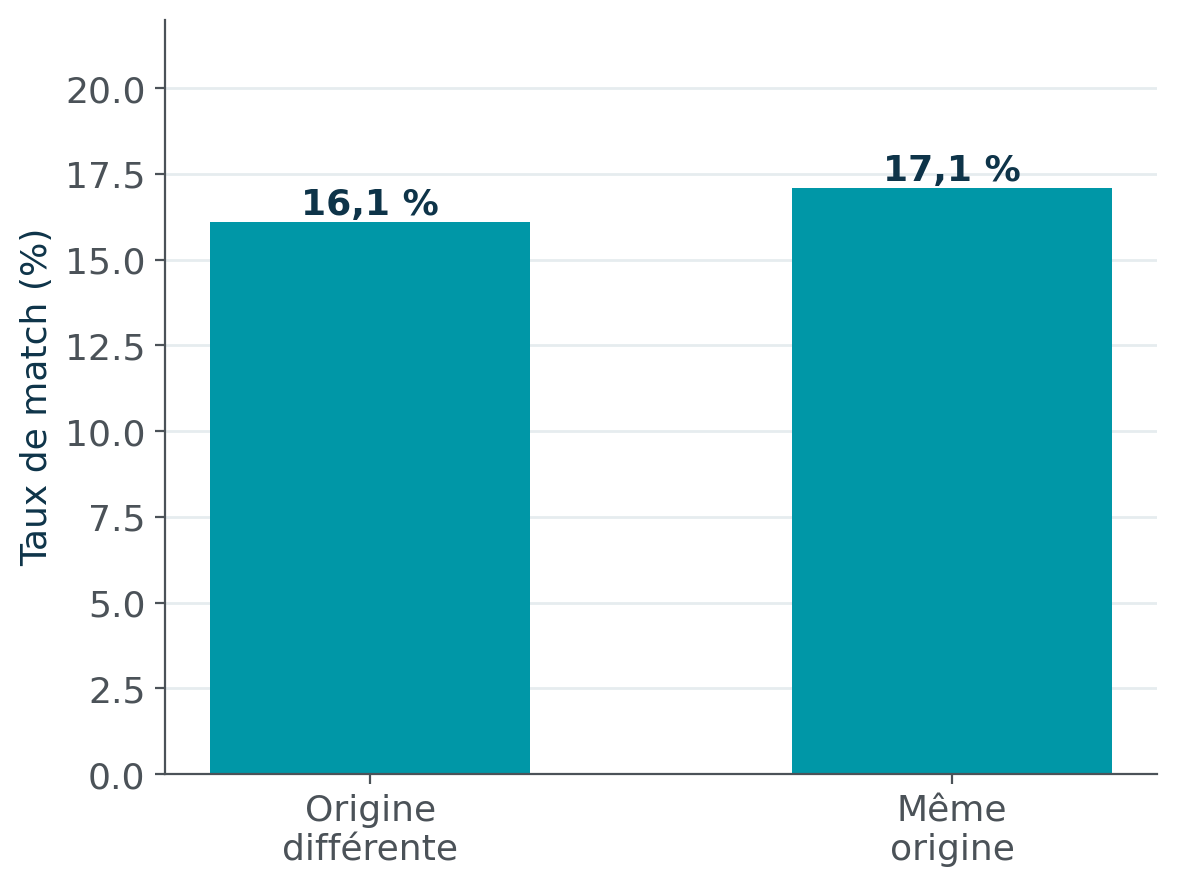 20.0
17.5
15.0
12.5
10.0
7.5
5.0
2.5
0.0
Taux de match (%)
16,1 %
17,1 %
Origine
différente
Même
origine